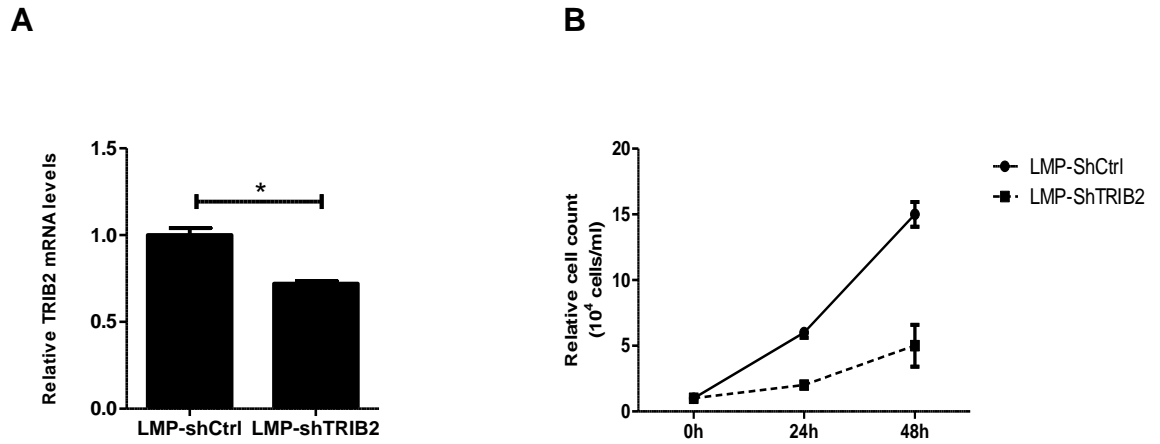 A
B
Relative TRIB2 mRNA levels
1.5
1.0
0.5
0.0
*
LMP-shCtrl LMP-shTRIB2
Relative cell count
(10⁴ cells/ml)
20
15
10
5
0
0h 24h 48h
LMP-ShCtrl
LMP-ShTRIB2